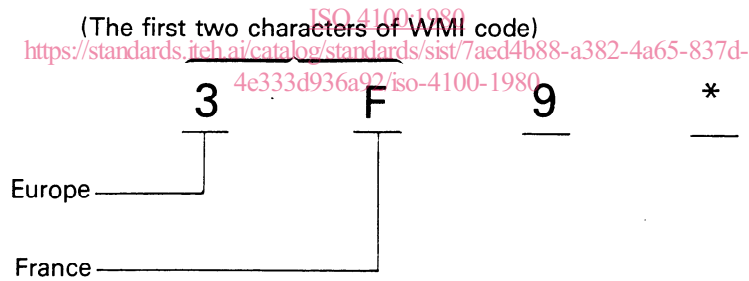 ISO 4100:1980
(The first two characters of WMI code)
https://standards.iteh.ai/catalog/standards/sist/7aed4b88-a382-4a65-837d-
4e333d936a92/iso-4100-1980
3 F 9 *
Europe
France